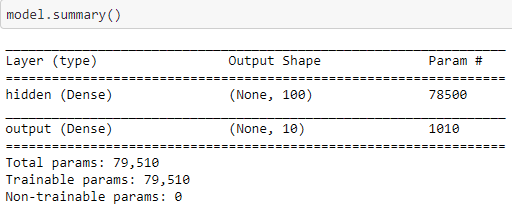 model.summary()
_________________________________________________________________
Layer (type)                 Output Shape              Param #
=================================================================
hidden (Dense)               (None, 100)               78500
_________________________________________________________________
output (Dense)               (None, 10)                1010
=================================================================
Total params: 79,510
Trainable params: 79,510
Non-trainable params: 0